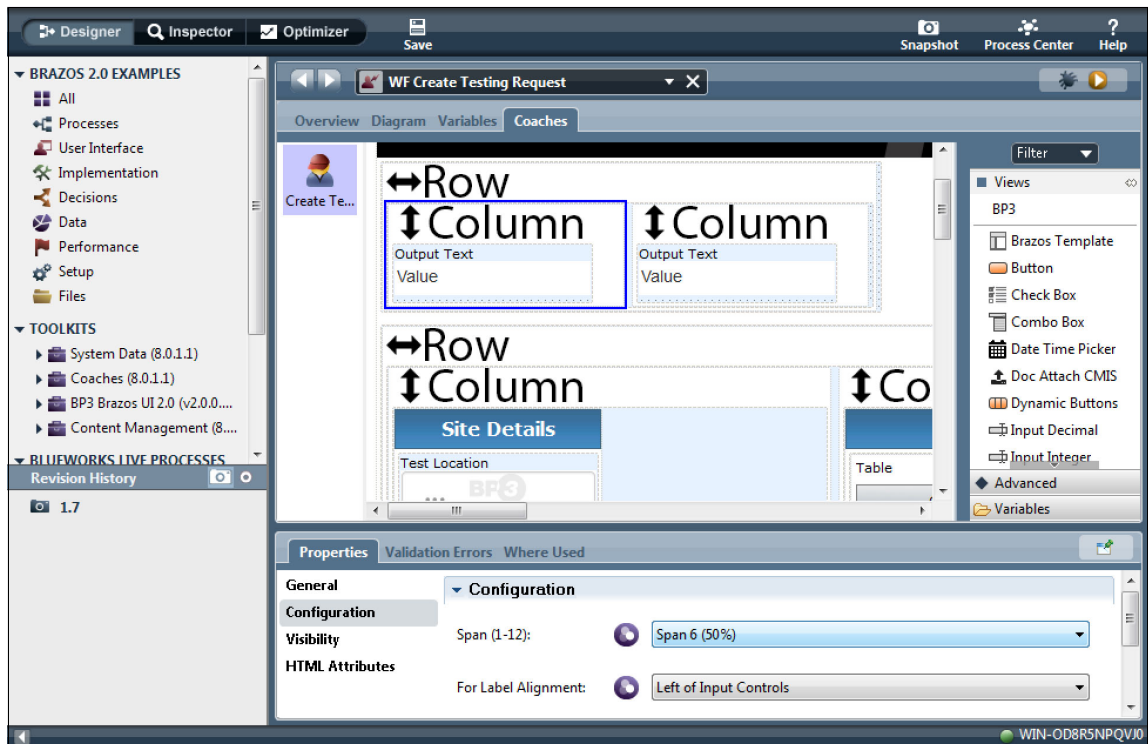 Designer Inspector Optimizer Save Snapshot Process Center Help
BRAZOS 2.0 EXAMPLES
All
Processes
User Interface
Implementation
Decisions
Data
Performance
Setup
Files
TOOLKITS
System Data (8.0.1.1)
Coaches (8.0.1.1)
BP3 Brazos UI 2.0 (v2.0.0....
Content Management (8....
BLUEWORKS LIVE PROCESSES
Revision History
1.7
WF Create Testing Request
Overview Diagram Variables Coaches
Create Te...
Row
Column Column
Output Text Output Text
Value Value
Row
Column Co
Site Details
Test Location Table
BP3
Filter
Views
BP3
Brazos Template
Button
Check Box
Combo Box
Date Time Picker
Doc Attach CMIS
Dynamic Buttons
Input Decimal
Input Integer
Advanced
Variables
Properties Validation Errors Where Used
General
Configuration
Visibility
HTML Attributes
Configuration
Span (1-12): Span 6 (50%)
For Label Alignment: Left of Input Controls
WIN-OD8R5NPQVJ0